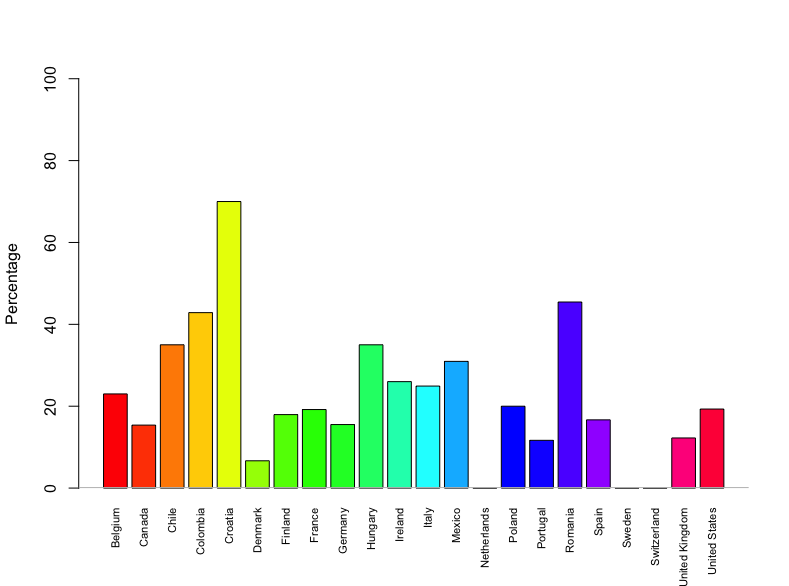 Percentage
100
80
60
40
20
0
Belgium
Canada
Chile
Colombia
Croatia
Denmark
Finland
France
Germany
Hungary
Ireland
Italy
Mexico
Netherlands
Poland
Portugal
Romania
Spain
Sweden
Switzerland
United Kingdom
United States